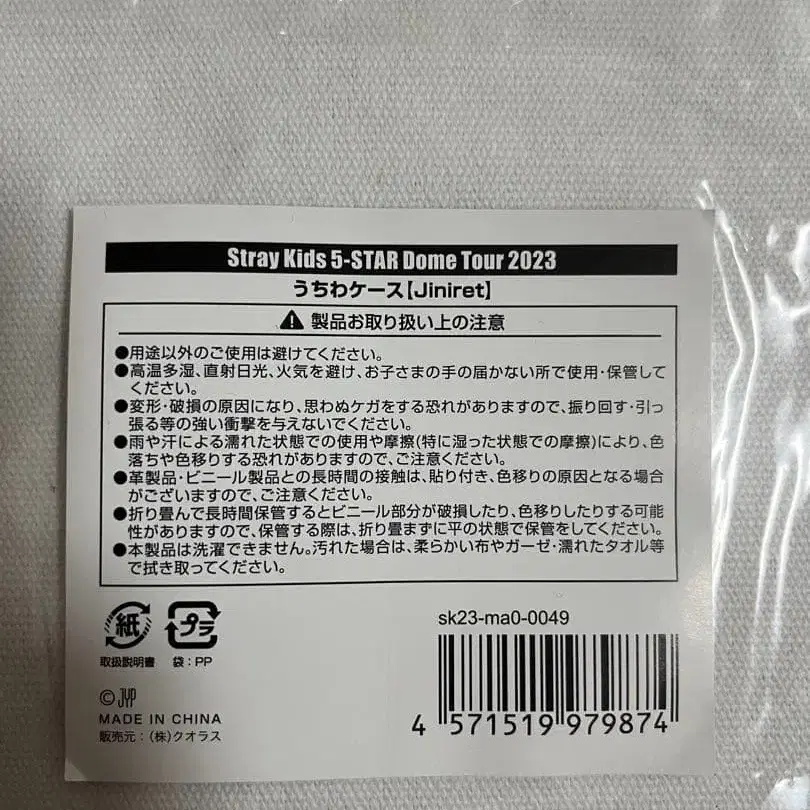 Stray Kids 5-STAR Dome Tour 2023
うちわケース【Jiniret】
製品お取り扱い上の注意
●用途以外のご使用は避けてください。
●高温多湿、直射日光、火気を避け、お子さまの手の届かない所で使用・保管して
ください。
●変形・破損の原因になり、思わぬケガをする恐れがありますので、振り回す・引っ
張る等の強い衝撃を与えないでください。
●雨や汗による濡れた状態での使用や摩擦(特に湿った状態での摩擦)により、色
落ちや色移りする恐れがありますので、ご注意ください。
●革製品・ビニール製品との長時間の接触は、貼り付き、色移りの原因となる場合
がございますので、ご注意ください。
●折り畳んで長時間保管するとビニール部分が破損したり、色移りしたりする可能
性がありますので、保管する際は、折り畳まずに平の状態で保管をしてください。
●本製品は洗濯できません。汚れた場合は、柔らかい布やガーゼ・濡れたタオル等
で拭き取ってください。
紙 プラ
取扱説明書 袋：PP
sk23-ma0-0049
© JYP
MADE IN CHINA
販売元：(株)クオラス
4 571519 979874